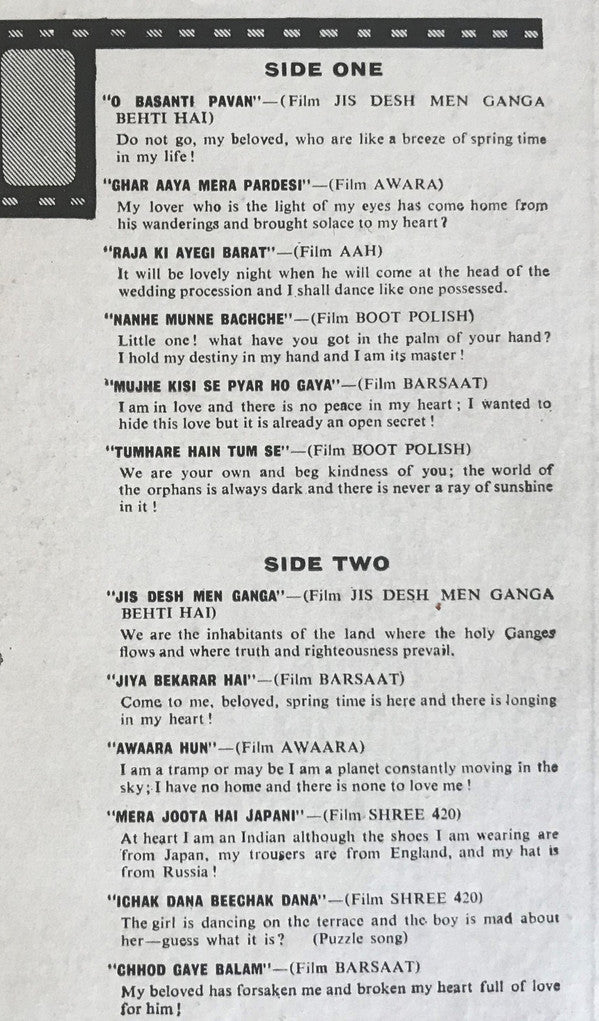 SIDE ONE
"O BASANTI PAVAN"—(Film JIS DESH MEN GANGA
BEHTI HAI)
Do not go, my beloved, who are like a breeze of spring time
in my life!
"GHAR AAYA MERA PARDESI"—(Film AWARA)
My lover who is the light of my eyes has come home from
his wanderings and brought solace to my heart?
"RAJA KI AYEGI BARAT"—(Film AAH)
It will be lovely night when he will come at the head of the
wedding procession and I shall dance like one possessed.
"NANHE MUNNE BACHCHE"—(Film BOOT POLISH)
Little one! what have you got in the palm of your hand?
I hold my destiny in my hand and I am its master!
"MUJHE KISI SE PYAR HO GAYA"—(Film BARSAAT)
I am in love and there is no peace in my heart; I wanted to
hide this love but it is already an open secret!
"TUMHARE HAIN TUM SE"—(Film BOOT POLISH)
We are your own and beg kindness of you; the world of
the orphans is always dark and there is never a ray of sunshine
in it!
SIDE TWO
"JIS DESH MEN GANGA"—(Film JIS DESH MEN GANGA
BEHTI HAI)
We are the inhabitants of the land where the holy Ganges
flows and where truth and righteousness prevail.
"JIYA BEKARAR HAI"—(Film BARSAAT)
Come to me, beloved, spring time is here and there is longing
in my heart!
"AWAARA HUN"—(Film AWAARA)
I am a tramp or may be I am a planet constantly moving in the
sky; I have no home and there is none to love me!
"MERA JOOTA HAI JAPANI"—(Film SHREE 420)
At heart I am an Indian although the shoes I am wearing are
from Japan, my trousers are from England, and my hat is
from Russia!
"ICHAK DANA BEECHAK DANA"—(Film SHREE 420)
The girl is dancing on the terrace and the boy is mad about
her—guess what it is? (Puzzle song)
"CHHOD GAYE BALAM"—(Film BARSAAT)
My beloved has forsaken me and broken my heart full of love
for him!